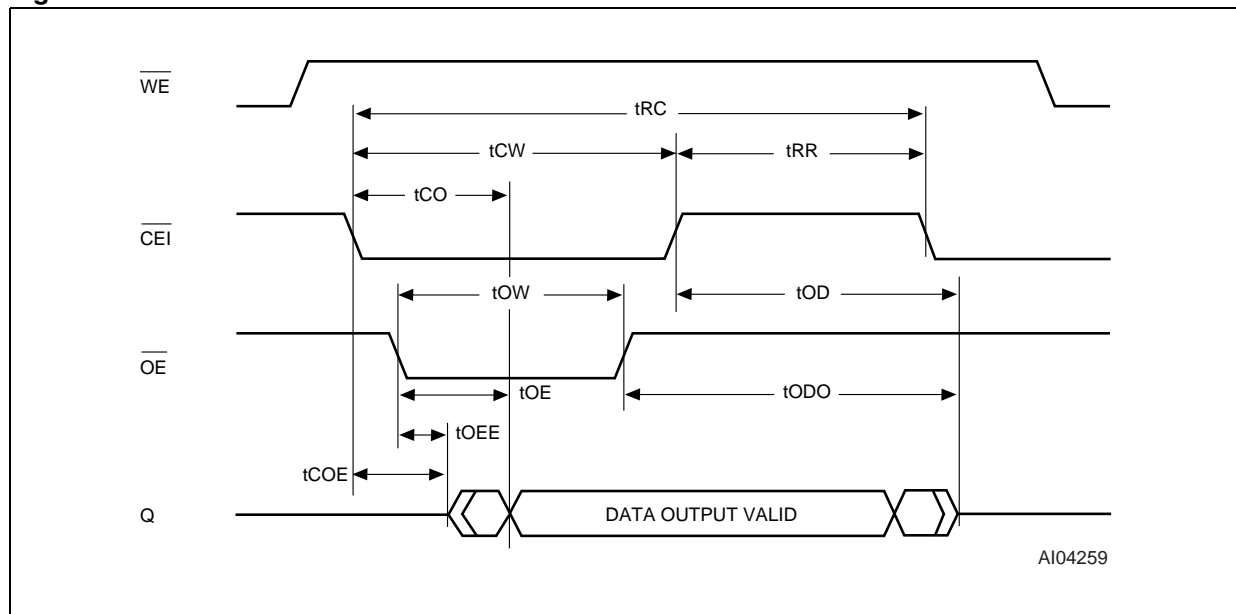 WE
tRC
tCW
tRR
tCO
CEI
tOW
tOD
OE
tOE
tODO
tOEE
tCOE
Q
DATA OUTPUT VALID
AI04259